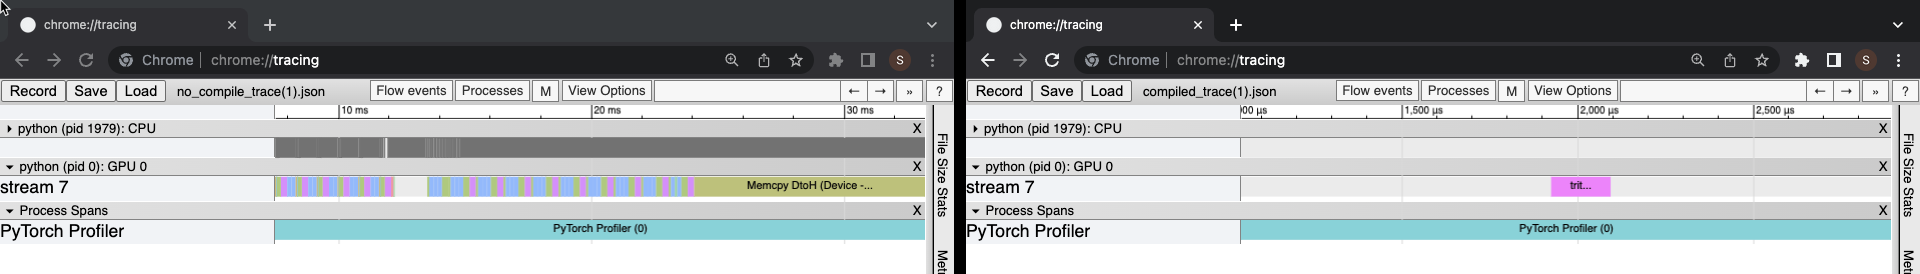 chrome://tracing
Chrome chrome://tracing S
Record Save Load no_compile_trace(1).json Flow events Processes M View Options ← → » ?
10 ms 20 ms 30 ms
python (pid 1979): CPU X
python (pid 0): GPU 0 X
stream 7 Memcpy DtoH (Device -...
Process Spans X
PyTorch Profiler PyTorch Profiler (0)
File Size Stats
Met
chrome://tracing
Chrome chrome://tracing S
Record Save Load compiled_trace(1).json Flow events Processes M View Options ← → » ?
00 µs 1,500 µs 2,000 µs 2,500 µs
python (pid 1979): CPU X
python (pid 0): GPU 0 X
stream 7 trit...
Process Spans X
PyTorch Profiler PyTorch Profiler (0)
File Size Stats
Met